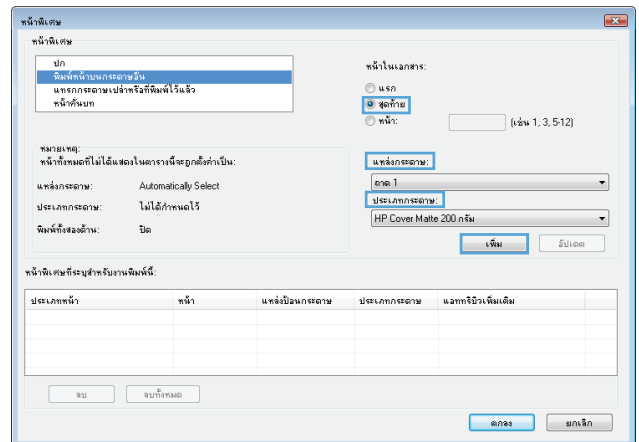 หน้าพิเศษ
หน้าพิเศษ
ปก
พิมพ์หน้าบนกระดาษอื่น
แทรกกระดาษเปล่าหรือที่พิมพ์ไว้แล้ว
หน้าคั่นบท
หน้าในเอกสาร:
แรก
สุดท้าย
หน้า: (เช่น 1, 3, 5-12)
หมายเหตุ:
หน้าทั้งหมดที่ไม่ได้แสดงในตารางนี้จะถูกตั้งค่าเป็น:
แหล่งกระดาษ: Automatically Select
ประเภทกระดาษ: ไม่ได้กำหนดไว้
พิมพ์ทั้งสองด้าน: ปิด
แหล่งกระดาษ:
ถาด 1
ประเภทกระดาษ:
HP Cover Matte 200 กรัม
เพิ่ม อัปเดต
หน้าพิเศษที่ระบุสำหรับงานพิมพ์นี้:
ประเภทหน้า หน้า แหล่งป้อนกระดาษ ประเภทกระดาษ แอททริบิวเพิ่มเติม
ลบ ลบทั้งหมด
ตกลง ยกเลิก